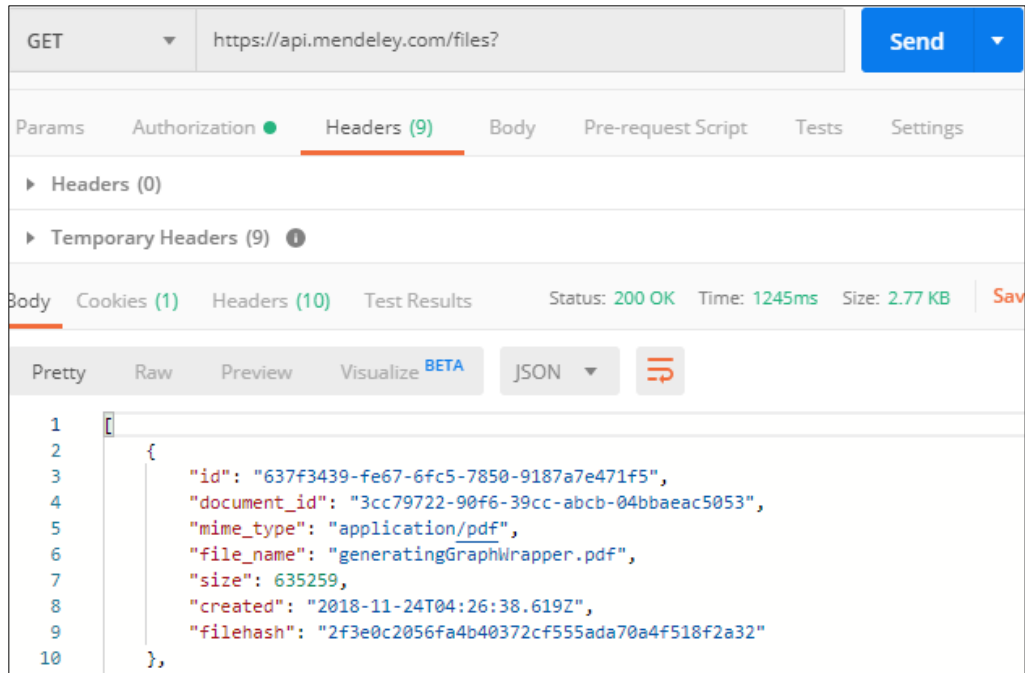 GET https://api.mendeley.com/files? Send
Params Authorization Headers (9) Body Pre-request Script Tests Settings
Headers (0)
Temporary Headers (9) i
Body Cookies (1) Headers (10) Test Results Status: 200 OK Time: 1245ms Size: 2.77 KB Sav
Pretty Raw Preview Visualize BETA JSON
1 [
2 {
3 "id": "637f3439-fe67-6fc5-7850-9187a7e471f5",
4 "document_id": "3cc79722-90f6-39cc-abcb-04bbaeac5053",
5 "mime_type": "application/pdf",
6 "file_name": "generatingGraphWrapper.pdf",
7 "size": 635259,
8 "created": "2018-11-24T04:26:38.619Z",
9 "filehash": "2f3e0c2056fa4b40372cf555ada70a4f518f2a32"
10 },